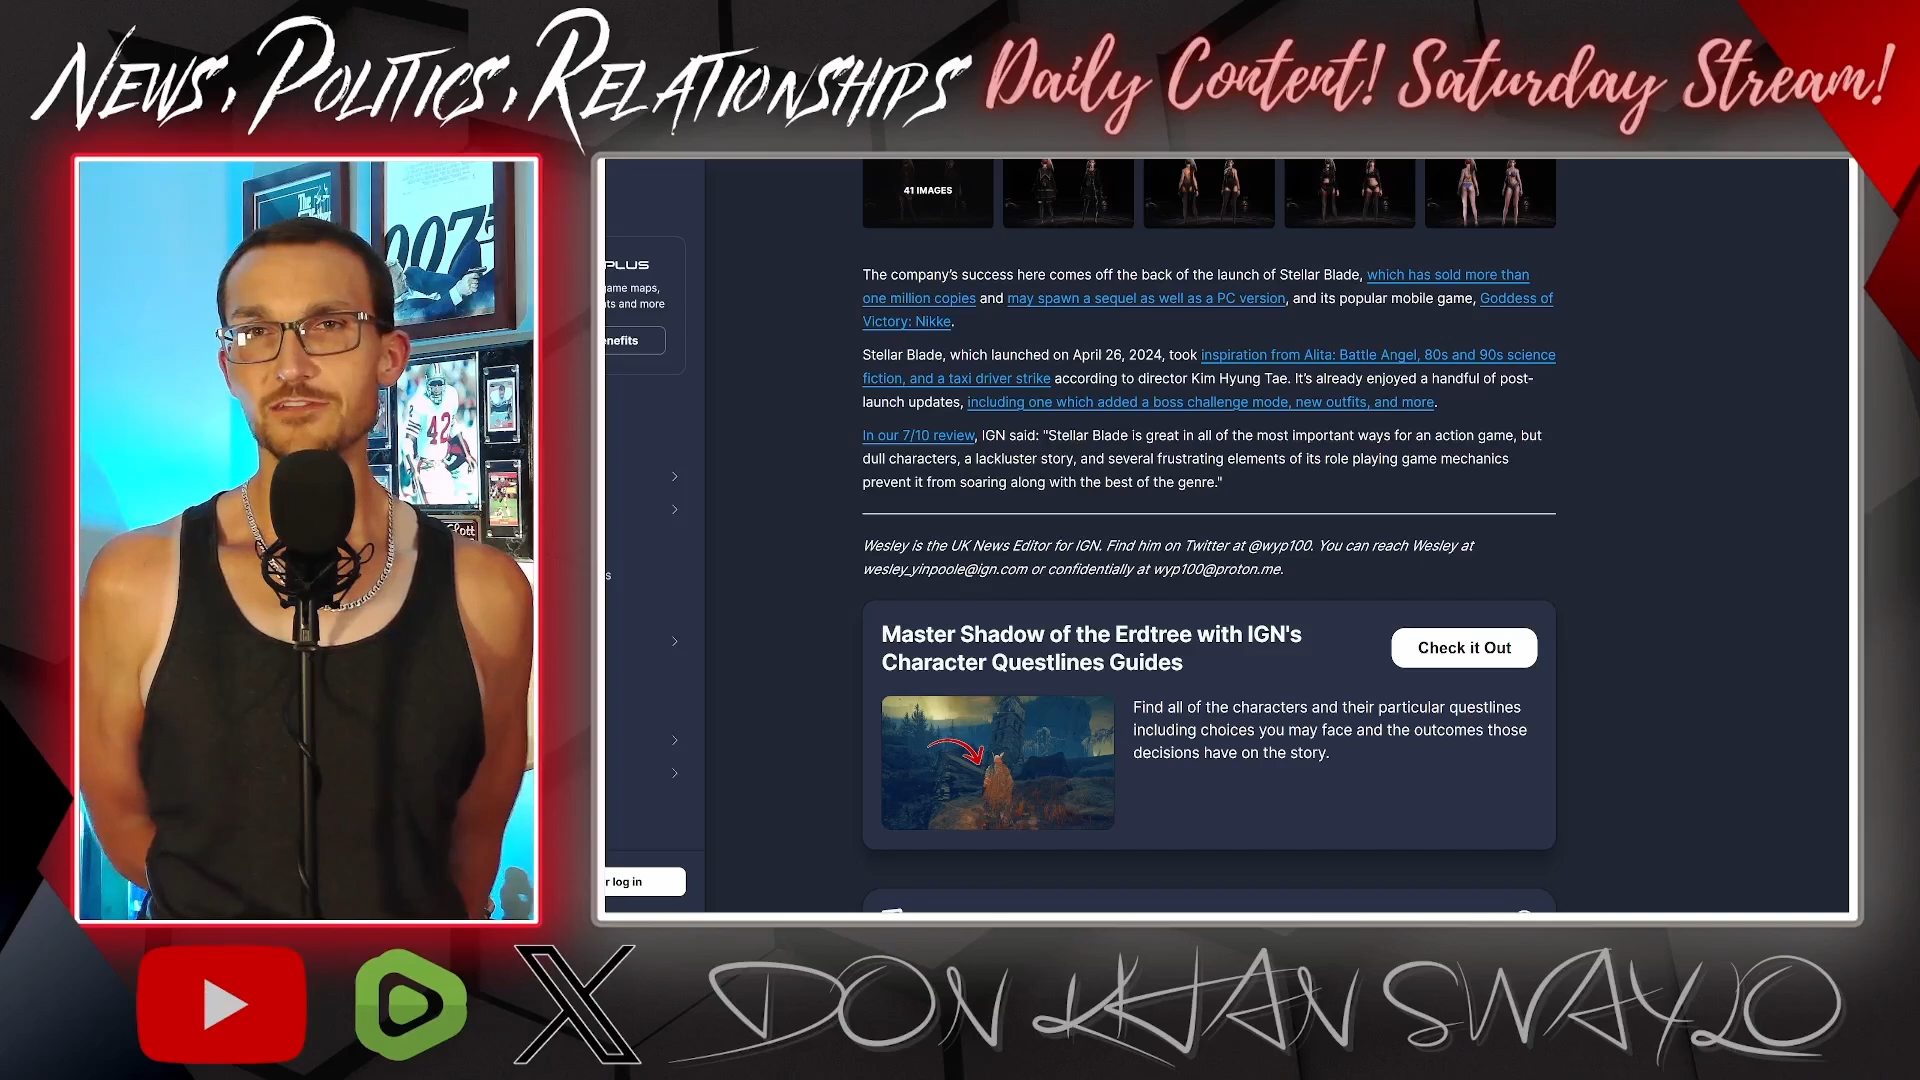 NEWS, POLITICS, RELATIONSHIPS Daily Content! Saturday Stream!
The
007
42
Scott
PLUS
game maps,
and more
41 IMAGES
The company's success here comes off the back of the launch of Stellar Blade, which has sold more than
one million copies and may spawn a sequel as well as a PC version, and its popular mobile game, Goddess of
Victory: Nikke.
Stellar Blade, which launched on April 26, 2024, took inspiration from Alita: Battle Angel, 80s and 90s science
fiction, and a taxi driver strike according to director Kim Hyung Tae. It's already enjoyed a handful of post-
launch updates, including one which added a boss challenge mode, new outfits, and more.
In our 7/10 review, IGN said: "Stellar Blade is great in all of the most important ways for an action game, but
dull characters, a lackluster story, and several frustrating elements of its role playing game mechanics
prevent it from soaring along with the best of the genre."
Wesley is the UK News Editor for IGN. Find him on Twitter at @wyp100. You can reach Wesley at
wesley_yinpoole@ign.com or confidentially at wyp100@proton.me.
Master Shadow of the Erdtree with IGN's
Character Questlines Guides
Check it Out
Find all of the characters and their particular questlines
including choices you may face and the outcomes those
decisions have on the story.
r log in
X DON KHAN SWAYLO